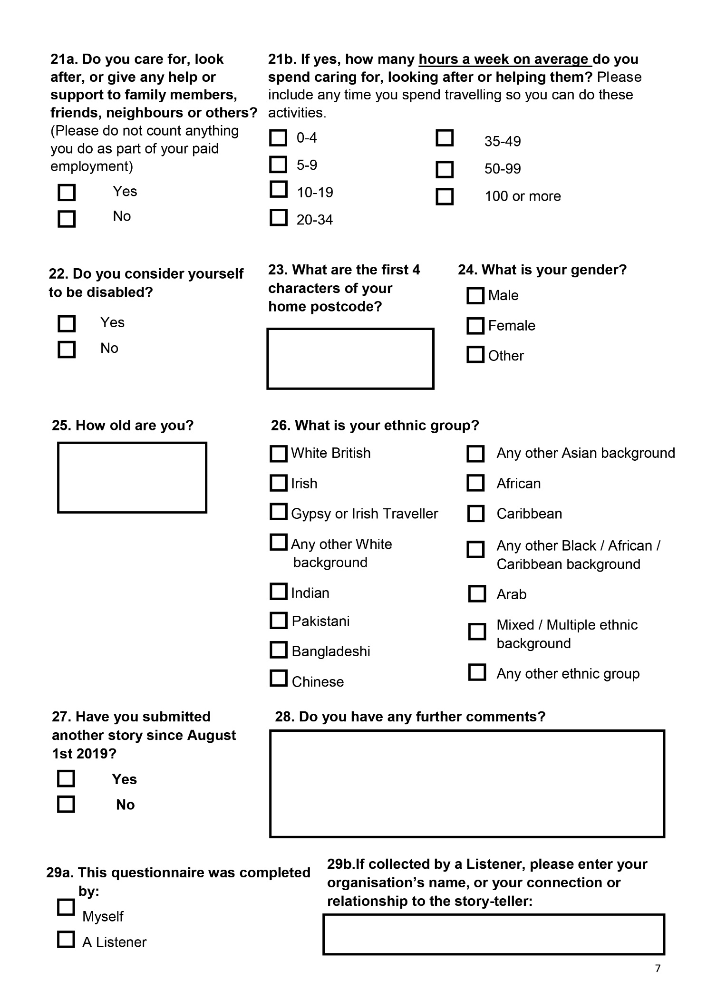 21a. Do you care for, look
after, or give any help or
support to family members,
friends, neighbours or others?
(Please do not count anything
you do as part of your paid
employment)
Yes
No
21b. If yes, how many hours a week on average do you
spend caring for, looking after or helping them? Please
include any time you spend travelling so you can do these
activities.
0-4
5-9
10-19
20-34
35-49
50-99
100 or more
22. Do you consider yourself
to be disabled?
Yes
No
23. What are the first 4
characters of your
home postcode?
24. What is your gender?
Male
Female
Other
25. How old are you?
26. What is your ethnic group?
White British
Irish
Gypsy or Irish Traveller
Any other White
background
Indian
Pakistani
Bangladeshi
Chinese
Any other Asian background
African
Caribbean
Any other Black / African /
Caribbean background
Arab
Mixed / Multiple ethnic
background
Any other ethnic group
27. Have you submitted
another story since August
1st 2019?
Yes
No
28. Do you have any further comments?
29a. This questionnaire was completed
by:
Myself
A Listener
29b.If collected by a Listener, please enter your
organisation’s name, or your connection or
relationship to the story-teller:
7